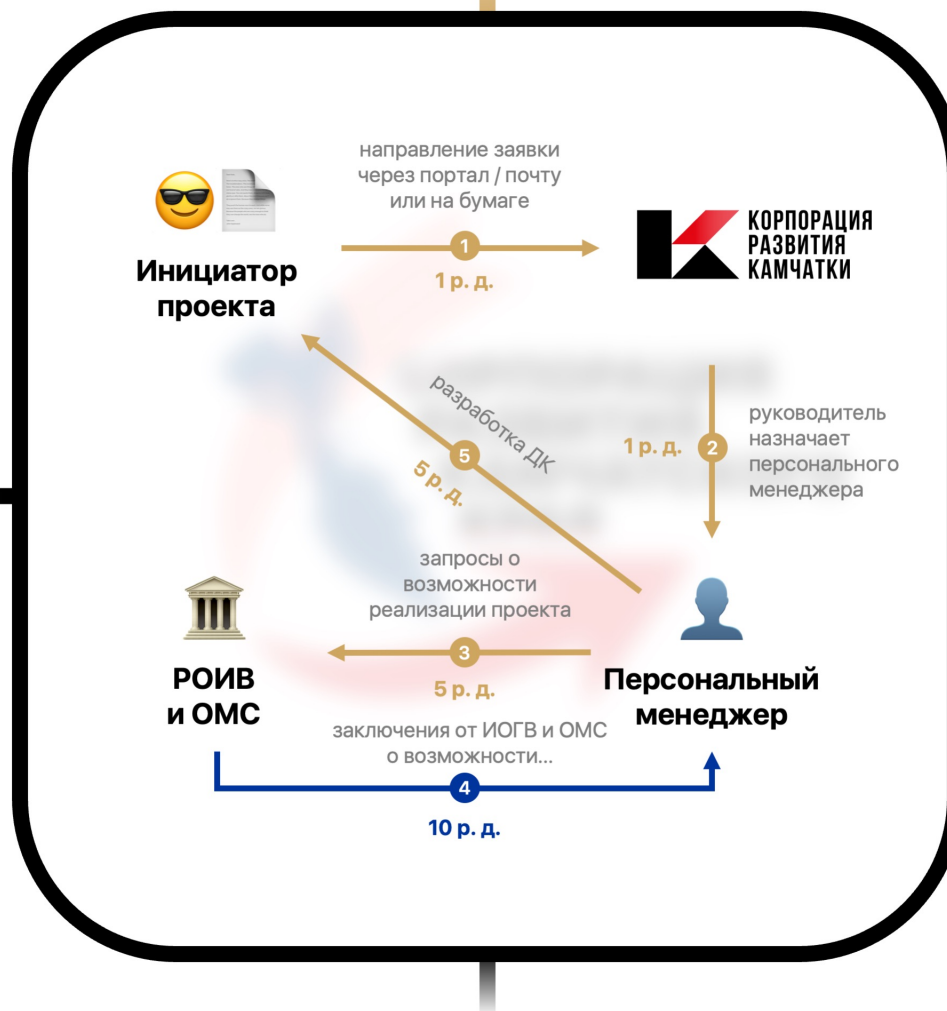 направление заявки
через портал / почту
или на бумаге
1
1 р. д.
Инициатор
проекта
КОРПОРАЦИЯ
РАЗВИТИЯ
КАМЧАТКИ
разработка ДК
5
5 р. д.
1 р. д.
2
руководитель
назначает
персонального
менеджера
запросы о
возможности
реализации проекта
3
5 р. д.
РОИВ
и ОМС
Персональный
менеджер
заключения от ИОГВ и ОМС
о возможности...
4
10 р. д.